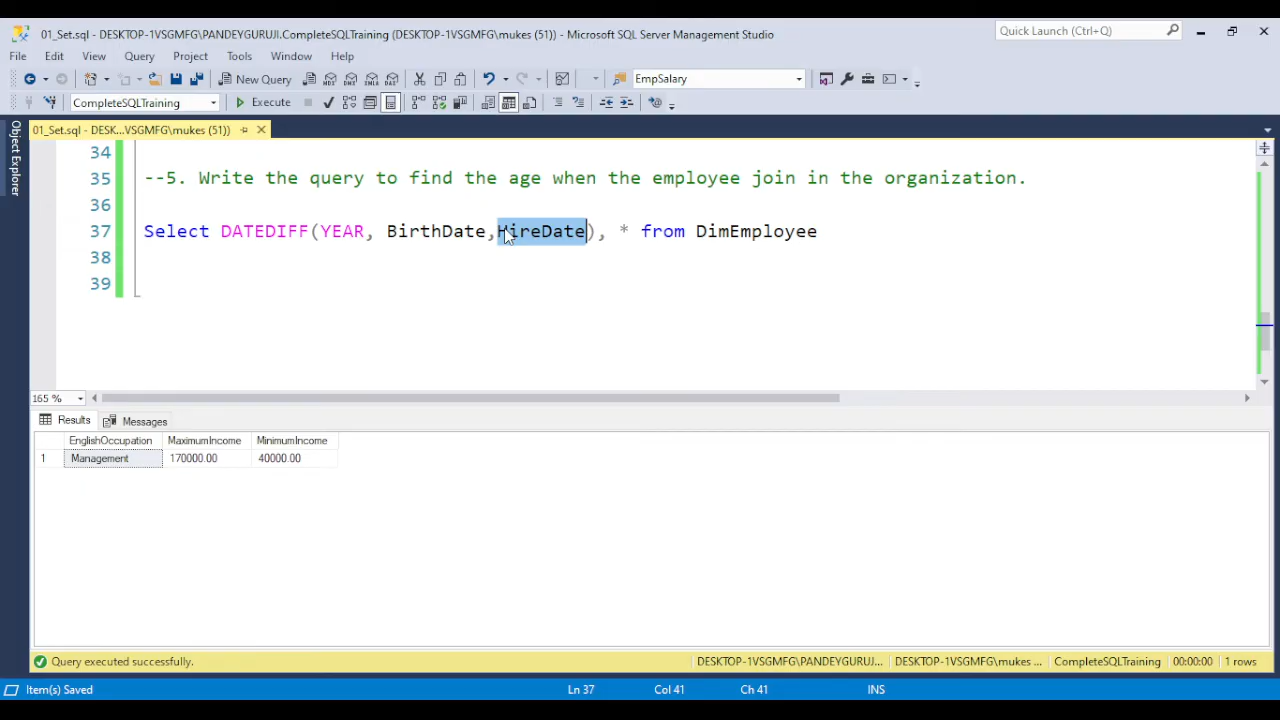 01_Set.sql - DESKTOP-1VSGMFG\PANDEYGURUJI.CompleteSQLTraining (DESKTOP-1VSGMFG\mukes (51)) - Microsoft SQL Server Management Studio
Quick Launch (Ctrl+Q)
File Edit View Query Project Tools Window Help
New Query
EmpSalary
CompleteSQLTraining
Execute
01_Set.sql - DESK...VSGMFG\mukes (51))
Object Explorer
34
35 --5. Write the query to find the age when the employee join in the organization.
36
37 Select DATEDIFF(YEAR, BirthDate,HireDate), * from DimEmployee
38
39
165 %
Results Messages
EnglishOccupation MaximumIncome MinimumIncome
1 Management 170000.00 40000.00
Query executed successfully.
DESKTOP-1VSGMFG\PANDEYGURUJ... DESKTOP-1VSGMFG\mukes ... CompleteSQLTraining 00:00:00 1 rows
Item(s) Saved Ln 37 Col 41 Ch 41 INS